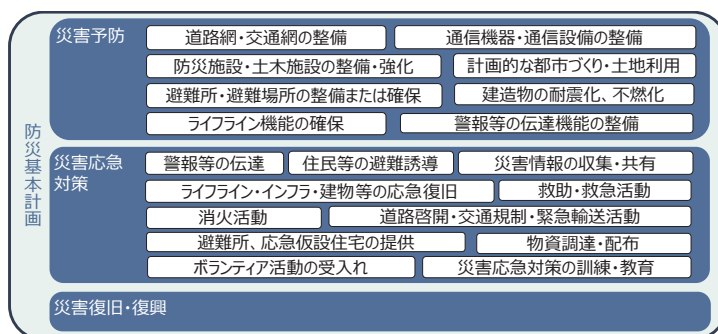 防災基本計画
災害予防
道路網・交通網の整備
通信機器・通信設備の整備
防災施設・土木施設の整備・強化
計画的な都市づくり・土地利用
避難所・避難場所の整備または確保
建造物の耐震化、不燃化
ライフライン機能の確保
警報等の伝達機能の整備
災害応急
対策
警報等の伝達
住民等の避難誘導
災害情報の収集・共有
ライフライン・インフラ・建物等の応急復旧
救助・救急活動
消火活動
道路啓開・交通規制・緊急輸送活動
避難所、応急仮設住宅の提供
物資調達・配布
ボランティア活動の受入れ
災害応急対策の訓練・教育
災害復旧・復興